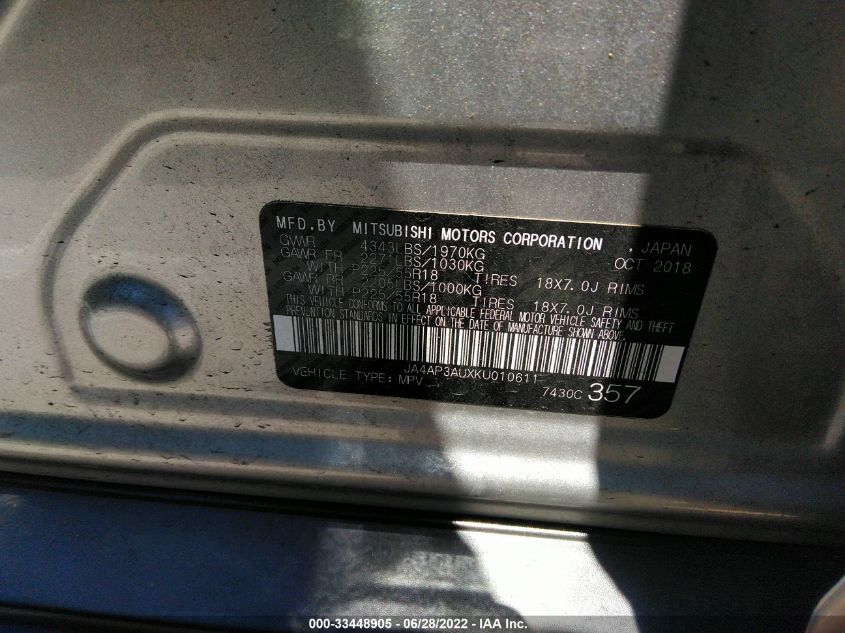 MFD.BY MITSUBISHI MOTORS CORPORATION , JAPAN
GVWR 4343LBS/1970KG OCT 2018
GAWR FR 2271LBS/1030KG
WITH P225/55R18 TIRES 18X7.0J RIMS
GAWR RR 2205LBS/1000KG
WITH P225/55R18 TIRES 18X7.0J RIMS
THIS VEHICLE CONFORMS TO ALL APPLICABLE FEDERAL MOTOR VEHICLE SAFETY AND THEFT
PREVENTION STANDARDS IN EFFECT ON THE DATE OF MANUFACTURE SHOWN ABOVE.
JA4AP3AUXKU010611
VEHICLE TYPE: MPV 7430C 357
000-33448905 - 06/28/2022 - IAA Inc.